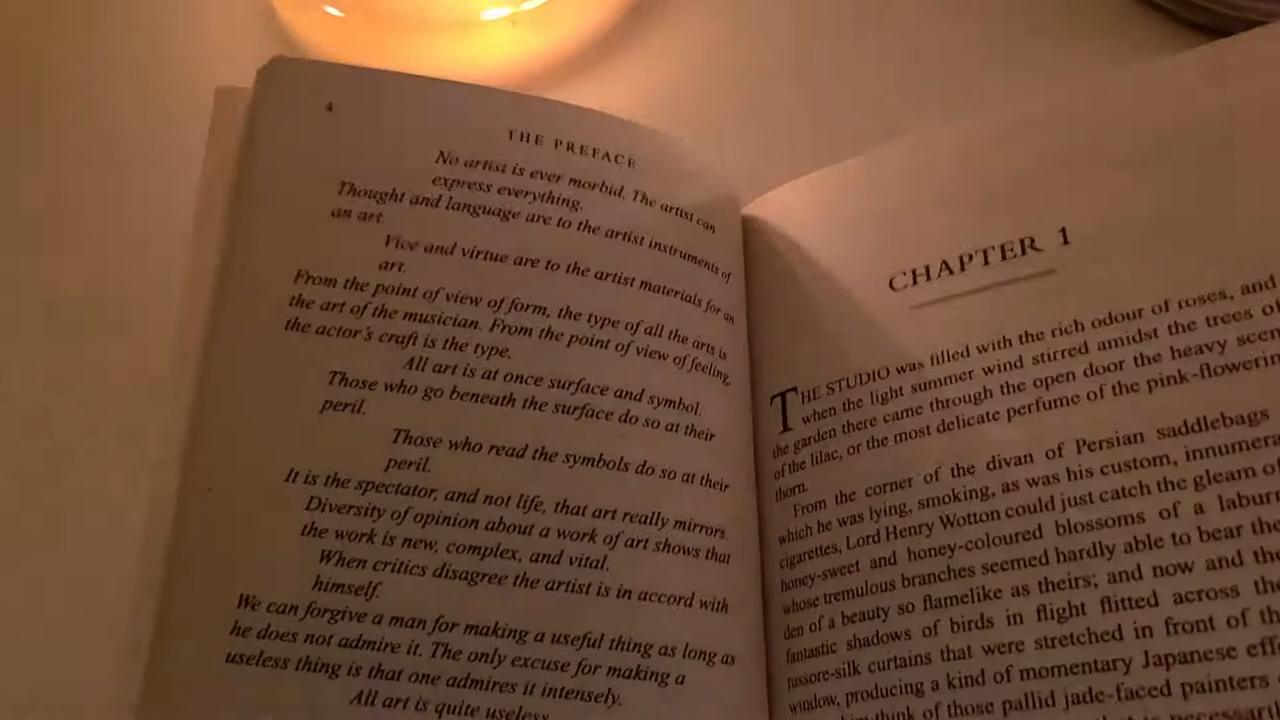 4
THE PREFACE
No artist is ever morbid. The artist can
express everything.
Thought and language are to the artist instruments of
an art.
Vice and virtue are to the artist materials for an
art.
From the point of view of form, the type of all the arts is
the art of the musician. From the point of view of feeling,
the actor's craft is the type.
All art is at once surface and symbol.
Those who go beneath the surface do so at their
peril.
Those who read the symbols do so at their
peril.
It is the spectator, and not life, that art really mirrors.
Diversity of opinion about a work of art shows that
the work is new, complex, and vital.
When critics disagree the artist is in accord with
himself.
We can forgive a man for making a useful thing as long as
he does not admire it. The only excuse for making a
useless thing is that one admires it intensely.
All art is quite useless
CHAPTER 1
THE STUDIO was filled with the rich odour of roses, and
when the light summer wind stirred amidst the trees of
the garden there came through the open door the heavy scen
of the lilac, or the most delicate perfume of the pink-flowerin
thorn.
From the corner of the divan of Persian saddlebags
which he was lying, smoking, as was his custom, innumera
cigarettes, Lord Henry Wotton could just catch the gleam of
honey-sweet and honey-coloured blossoms of a laburn
whose tremulous branches seemed hardly able to bear the
den of a beauty so flamelike as theirs; and now and the
fantastic shadows of birds in flight flitted across the
tussore-silk curtains that were stretched in front of th
window, producing a kind of momentary Japanese effe
think of those pallid jade-faced painters
necessari